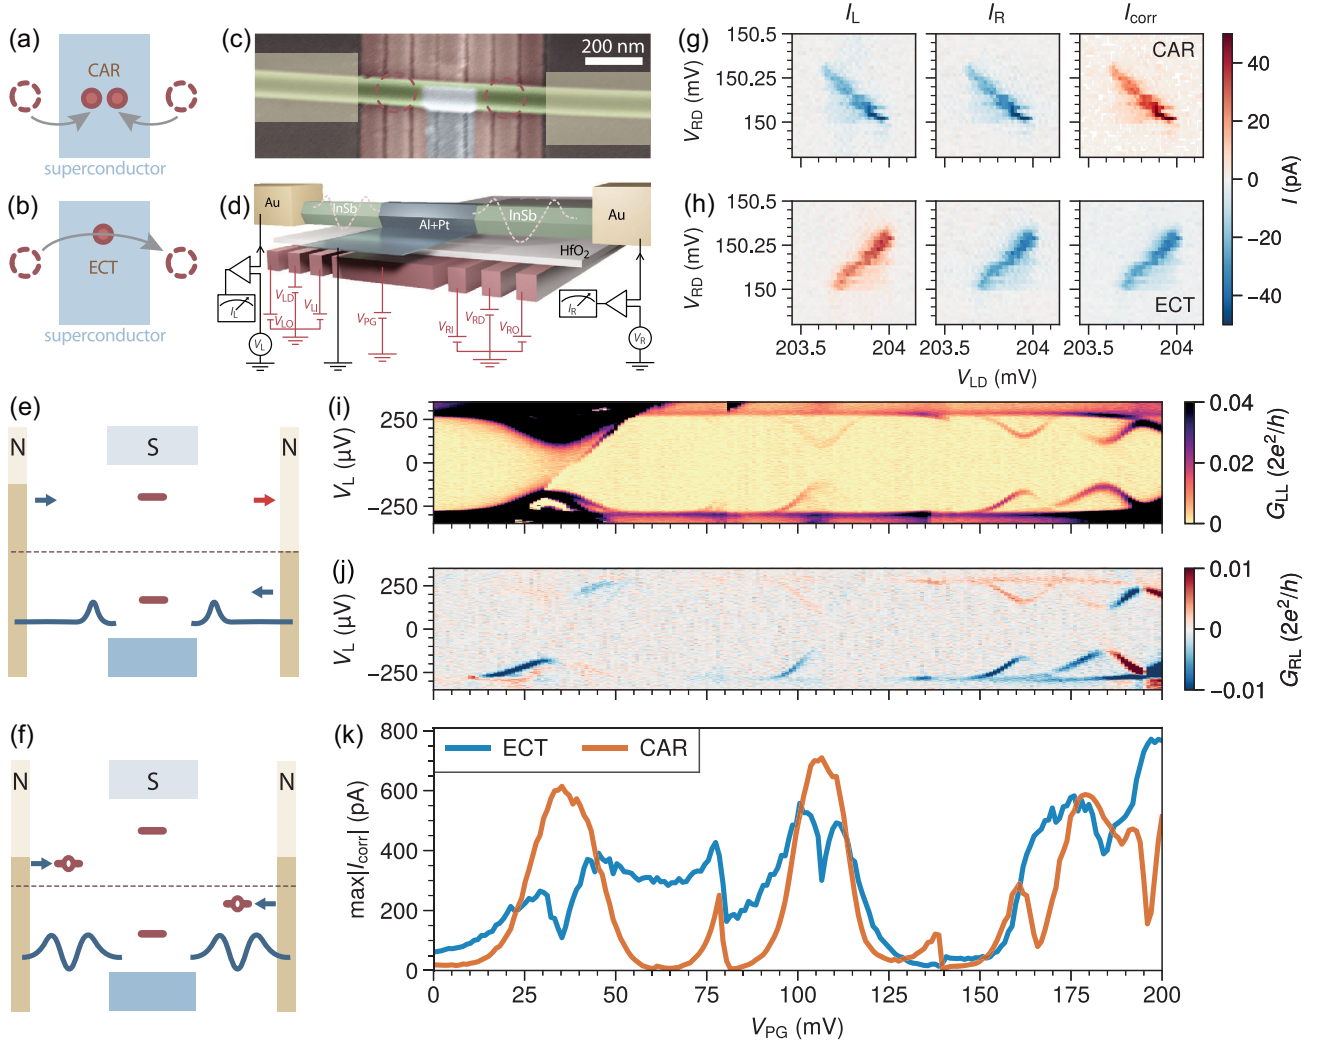 (a)
CAR
superconductor
(b)
ECT
superconductor
(c)
200 nm
(d)
Au
InSb
Al+Pt
InSb
Au
HfO2
IL
VLD
VLI
VLO
VPG
VRI
VRD
VRO
IR
VL
VR
(e)
N
S
N
(f)
N
S
N
IL
IR
Icorr
(g)
CAR
VRD (mV)
150.5
150.25
150
(h)
ECT
VRD (mV)
150.5
150.25
150
203.5
204
203.5
204
203.5
204
VLD (mV)
40
20
0
−20
−40
I (pA)
(i)
VL (µV)
250
0
−250
0.04
0.02
0
GLL (2e²/h)
(j)
VL (µV)
250
0
−250
0.01
0
−0.01
GRL (2e²/h)
(k)
ECT
CAR
max|Icorr| (pA)
800
600
400
200
0
0
25
50
75
100
125
150
175
200
VPG (mV)